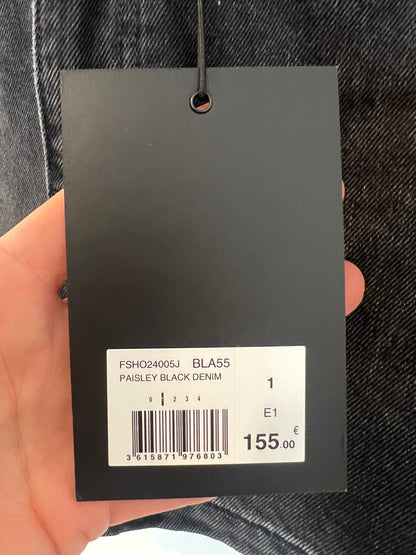 FSHO24005J BLA55
PAISLEY BLACK DENIM
1
0 1 2 3 4
E1
155.00 €
3 615871 976803